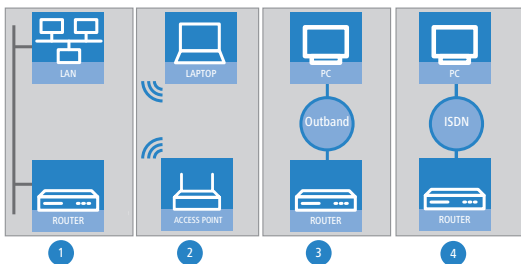 LAN
LAPTOP
PC
PC
Outband
ISDN
ROUTER
ACCESS POINT
ROUTER
ROUTER
1
2
3
4